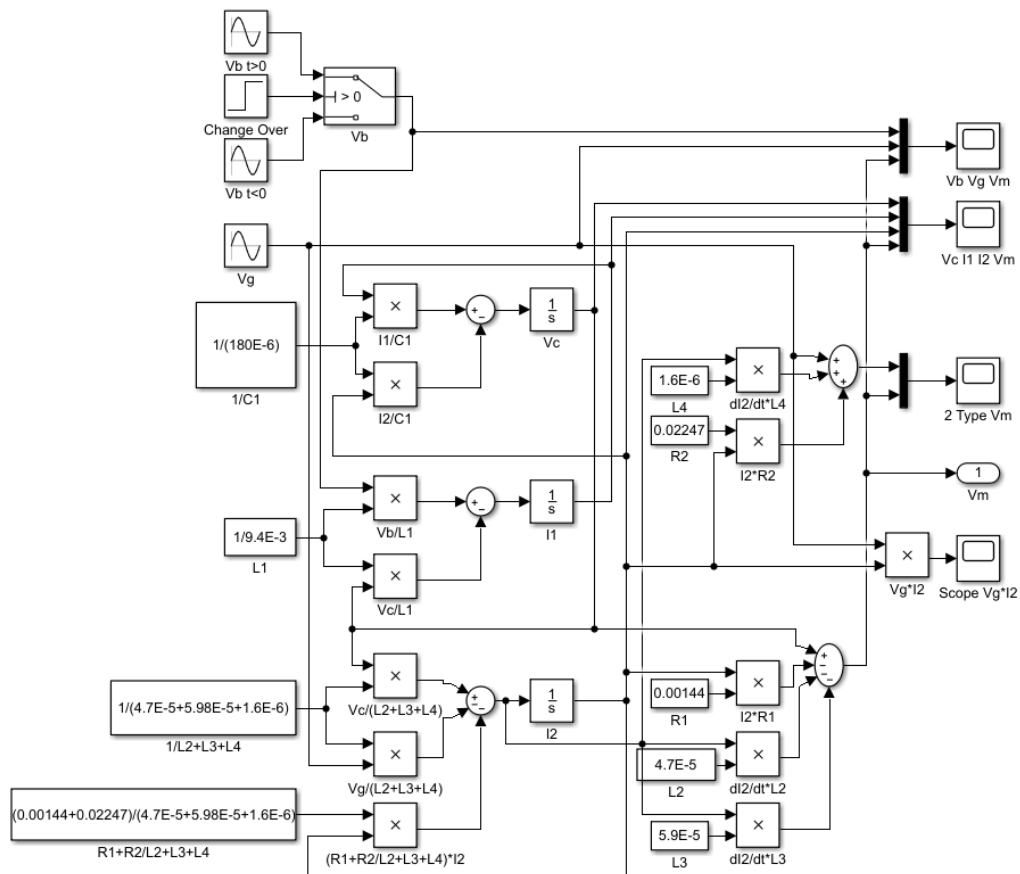 Vb t>0
> 0
Change Over
Vb
Vb t<0
Vb Vg Vm
Vg
Vc I1 I2 Vm
×
I1/C1
+
−
1
s
Vc
1/(180E-6)
1/C1
×
I2/C1
1.6E-6
L4
×
dI2/dt*L4
+
+
+
2 Type Vm
0.02247
R2
×
I2*R2
1
Vm
×
Vb/L1
+
−
1
s
I1
1/9.4E-3
L1
×
Vc/L1
×
Vg*I2
Scope Vg*I2
×
Vc/(L2+L3+L4)
+
−
−
1
s
I2
0.00144
R1
×
I2*R1
+
−
−
−
1/(4.7E-5+5.98E-5+1.6E-6)
1/L2+L3+L4
×
Vg/(L2+L3+L4)
4.7E-5
L2
×
dI2/dt*L2
(0.00144+0.02247)/(4.7E-5+5.98E-5+1.6E-6)
R1+R2/L2+L3+L4
×
(R1+R2/L2+L3+L4)*I2
5.9E-5
L3
×
dI2/dt*L3